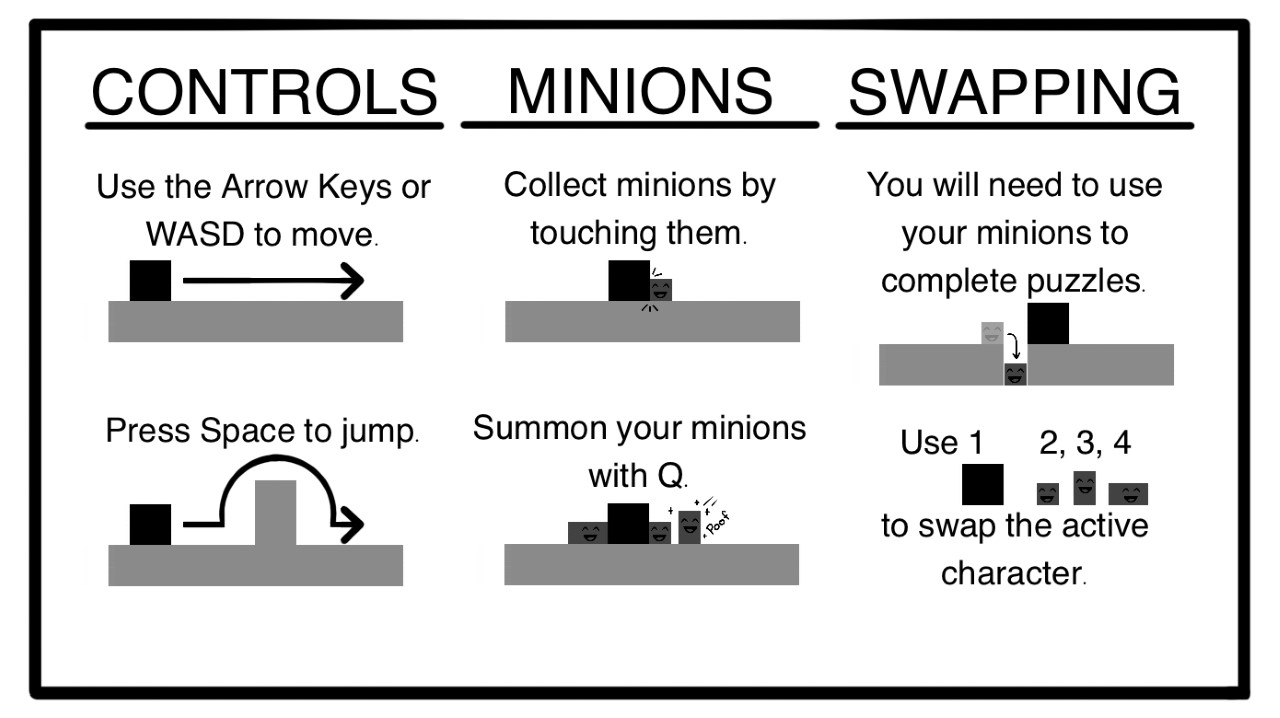 CONTROLS
Use the Arrow Keys or
WASD to move.
Press Space to jump.
MINIONS
Collect minions by
touching them.
Summon your minions
with Q.
Poof
SWAPPING
You will need to use
your minions to
complete puzzles.
Use 1 2, 3, 4
to swap the active
character.